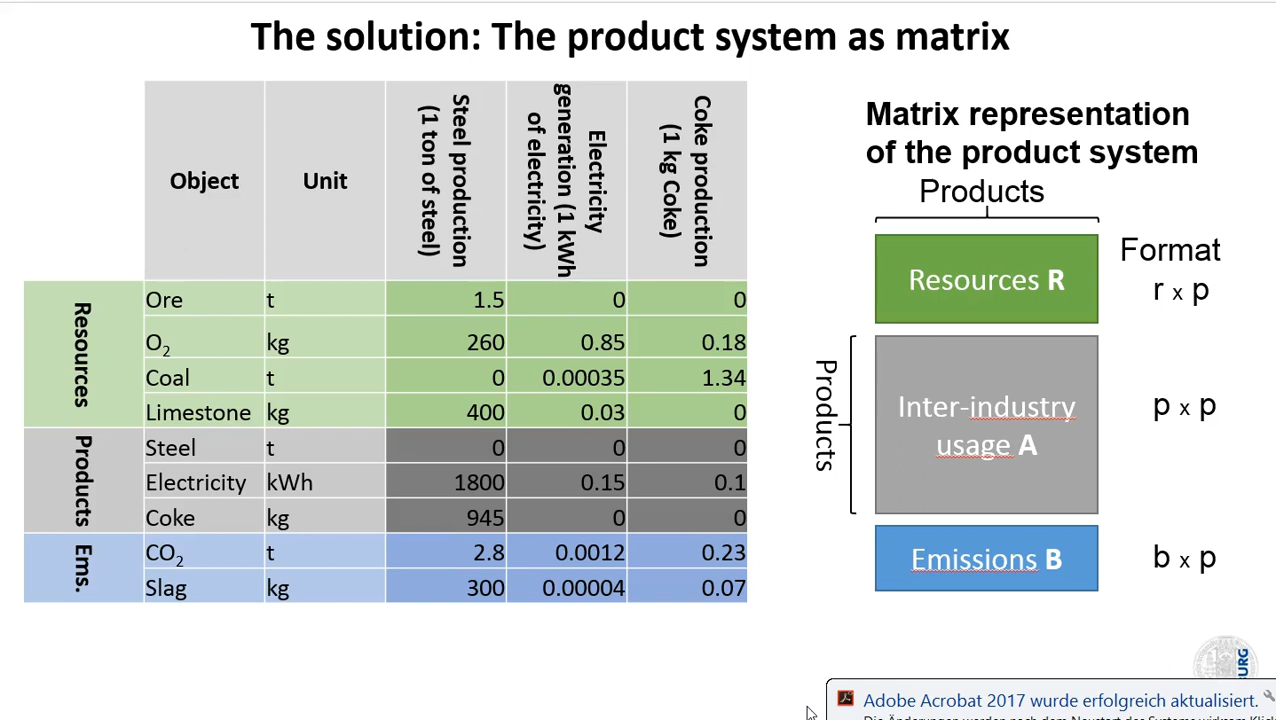 The solution: The product system as matrix
Object
Unit
Steel production
(1 ton of steel)
Electricity
generation (1 kWh
of electricity)
Coke production
(1 kg Coke)
Resources
Ore t 1.5 0 0
O2 kg 260 0.85 0.18
Coal t 0 0.00035 1.34
Limestone kg 400 0.03 0
Products
Steel t 0 0 0
Electricity kWh 1800 0.15 0.1
Coke kg 945 0 0
Ems.
CO2 t 2.8 0.0012 0.23
Slag kg 300 0.00004 0.07
Matrix representation
of the product system
Products
Resources R
Format
r x p
Products
Inter-industry
usage A
p x p
Emissions B
b x p
Adobe Acrobat 2017 wurde erfolgreich aktualisiert.